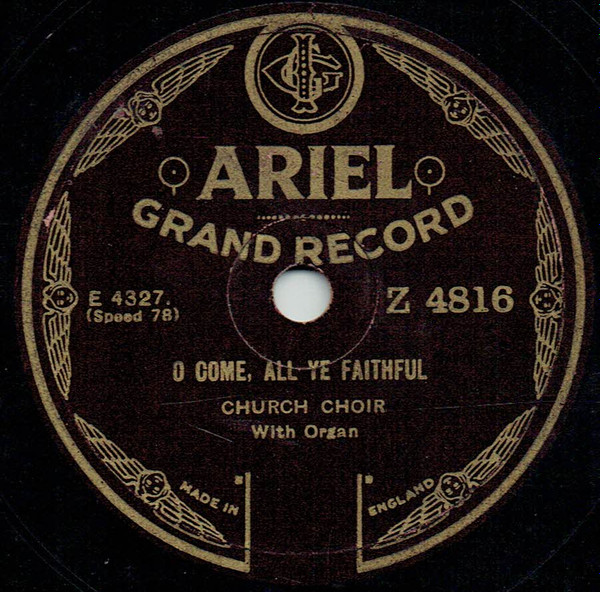 ARIEL
GRAND RECORD
E 4327.
(Speed 78)
Z 4816
O COME, ALL YE FAITHFUL
CHURCH CHOIR
With Organ
MADE IN
ENGLAND